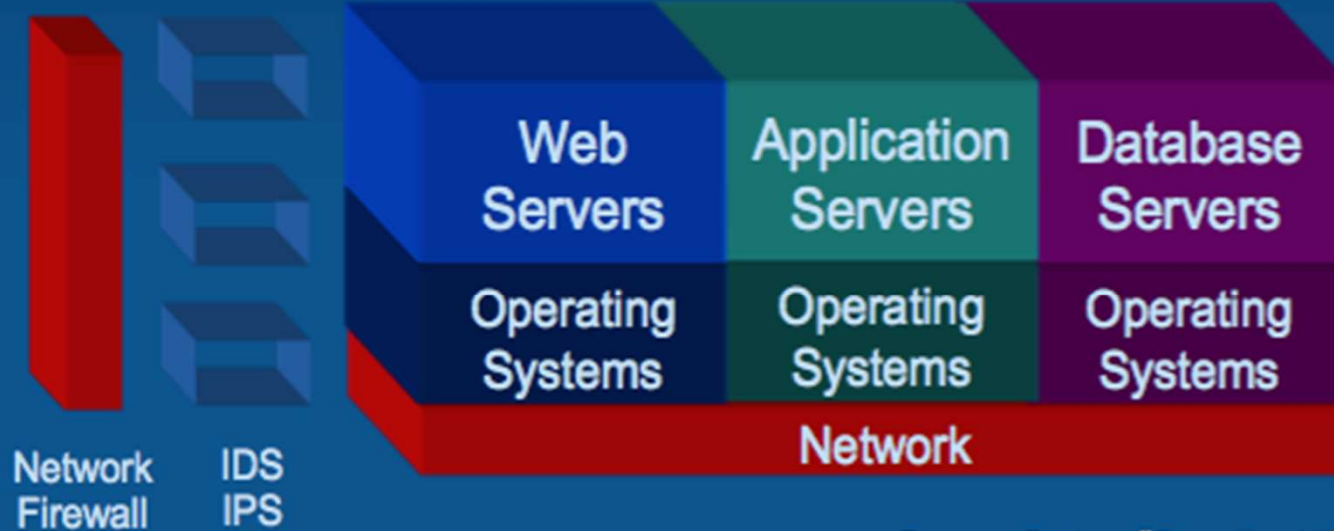 Web
Servers
Application
Servers
Database
Servers
Operating
Systems
Operating
Systems
Operating
Systems
Network
Network
Firewall
IDS
IPS